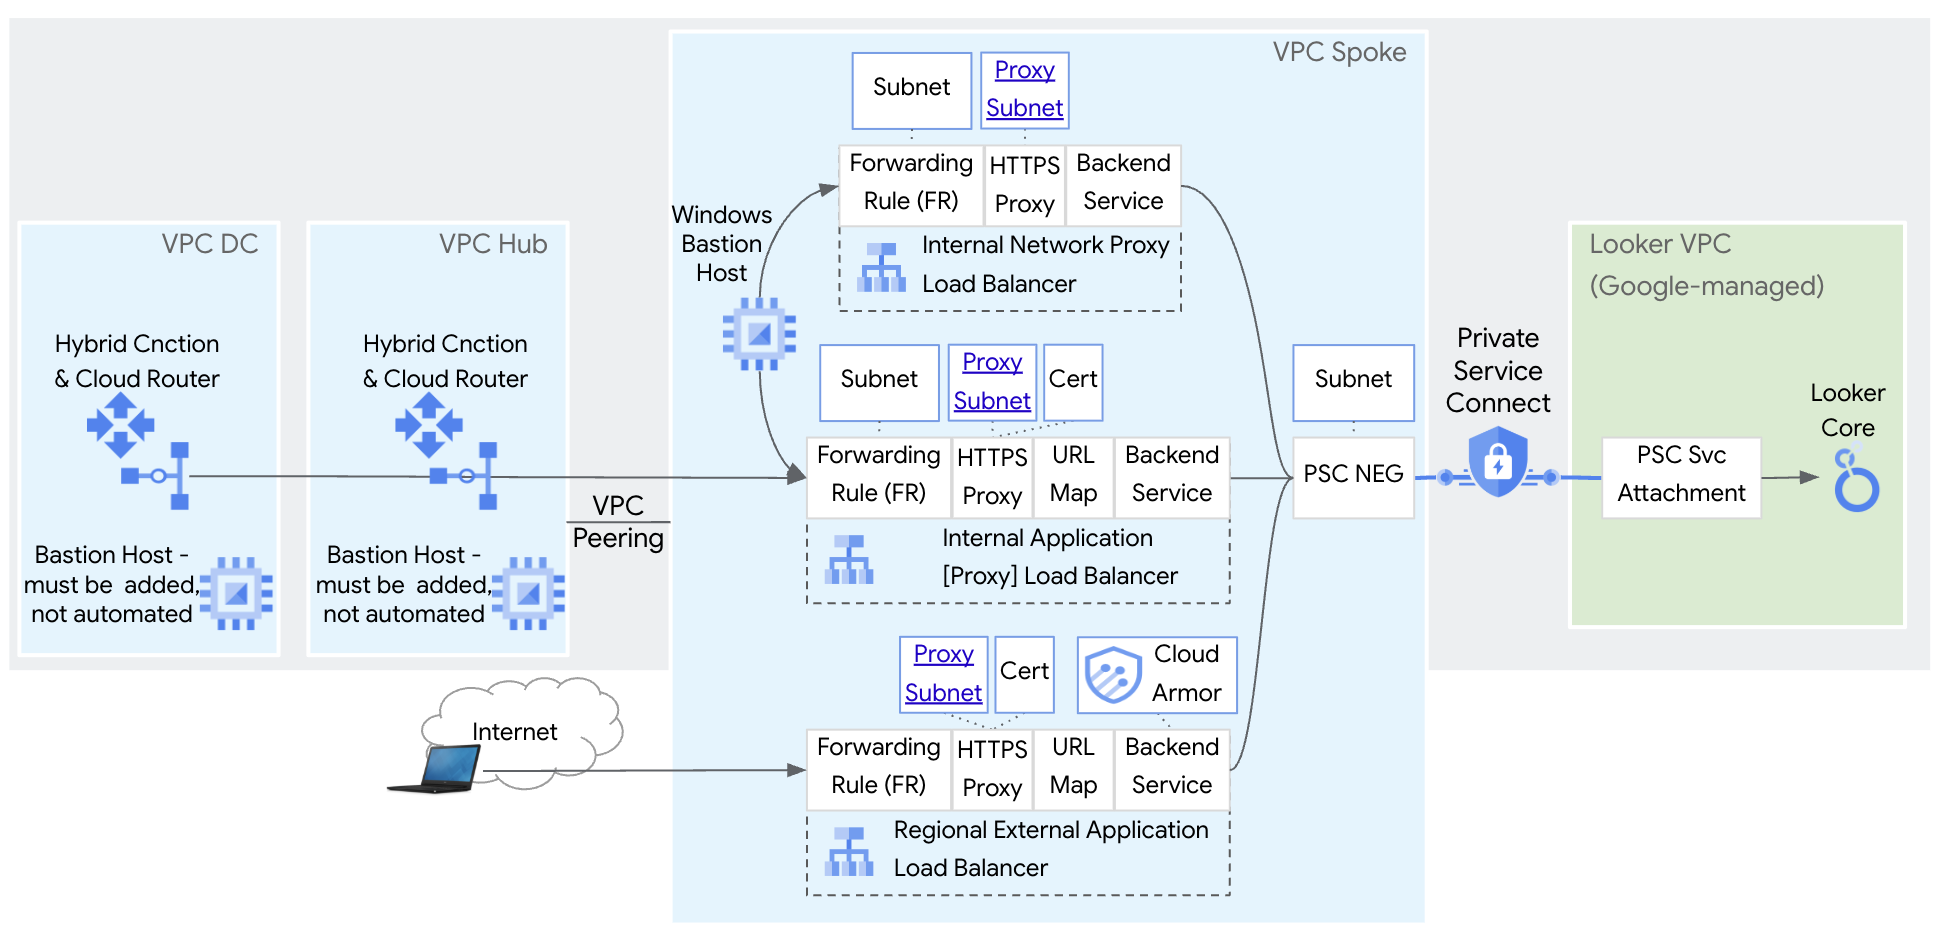 VPC Spoke
Subnet
Proxy
Subnet
Forwarding
Rule (FR)
HTTPS
Proxy
Backend
Service
Internal Network Proxy
Load Balancer
Windows
Bastion
Host
VPC DC
Hybrid Cnction
& Cloud Router
Bastion Host -
must be added,
not automated
VPC Hub
Hybrid Cnction
& Cloud Router
Bastion Host -
must be added,
not automated
VPC
Peering
Subnet
Proxy
Subnet
Cert
Forwarding
Rule (FR)
HTTPS
Proxy
URL
Map
Backend
Service
Internal Application
[Proxy] Load Balancer
Subnet
PSC NEG
Private
Service
Connect
Looker VPC
(Google-managed)
PSC Svc
Attachment
Looker
Core
Internet
Proxy
Subnet
Cert
Cloud
Armor
Forwarding
Rule (FR)
HTTPS
Proxy
URL
Map
Backend
Service
Regional External Application
Load Balancer